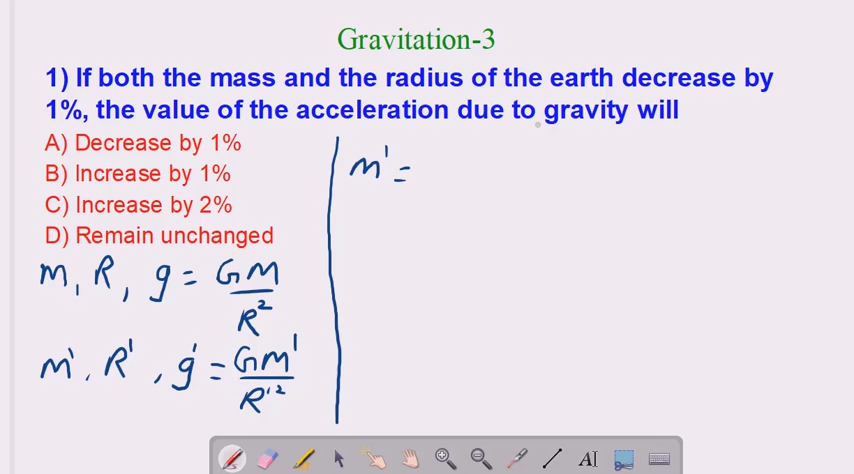 Gravitation-3
1) If both the mass and the radius of the earth decrease by
1%, the value of the acceleration due to gravity will
A) Decrease by 1%
B) Increase by 1%
C) Increase by 2%
D) Remain unchanged
M, R, g = GM/R²
M', R', g' = GM'/R'²
M' =
AI